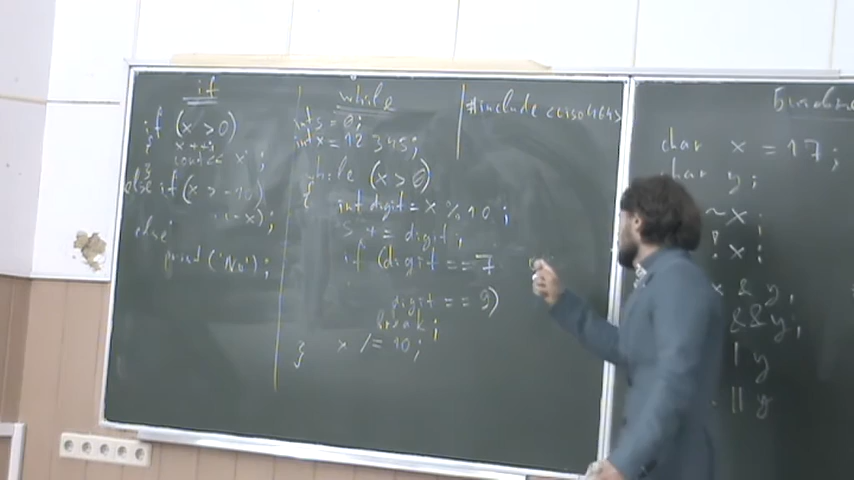 if
if (x > 0)
{ x++;
cout << x;
}
else if (x > -10)
--x);
else
print('No');
while
int s = 0;
int x = 12345;
while (x > 0)
{
int digit = x % 10;
s += digit;
if (digit == 7
digit == 9)
break;
x /= 10;
}
#include <ciso646>
char x = 17;
char y;
~x;
!x;
x & y;
&& y;
| y
|| y